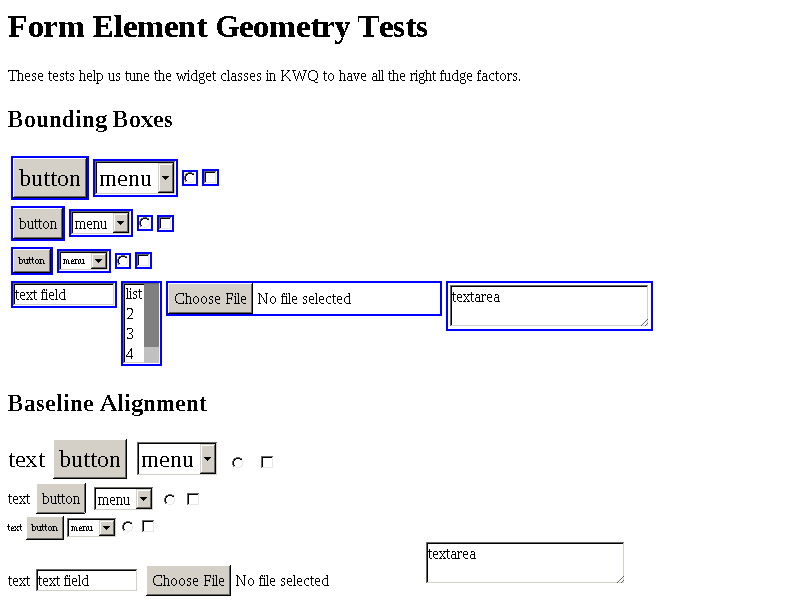 Form Element Geometry Tests
These tests help us tune the widget classes in KWQ to have all the right fudge factors.
Bounding Boxes
button menu
button menu
button menu
text field list Choose File No file selected textarea
2
3
4
Baseline Alignment
text button menu
text button menu
text button menu
textarea
text text field Choose File No file selected